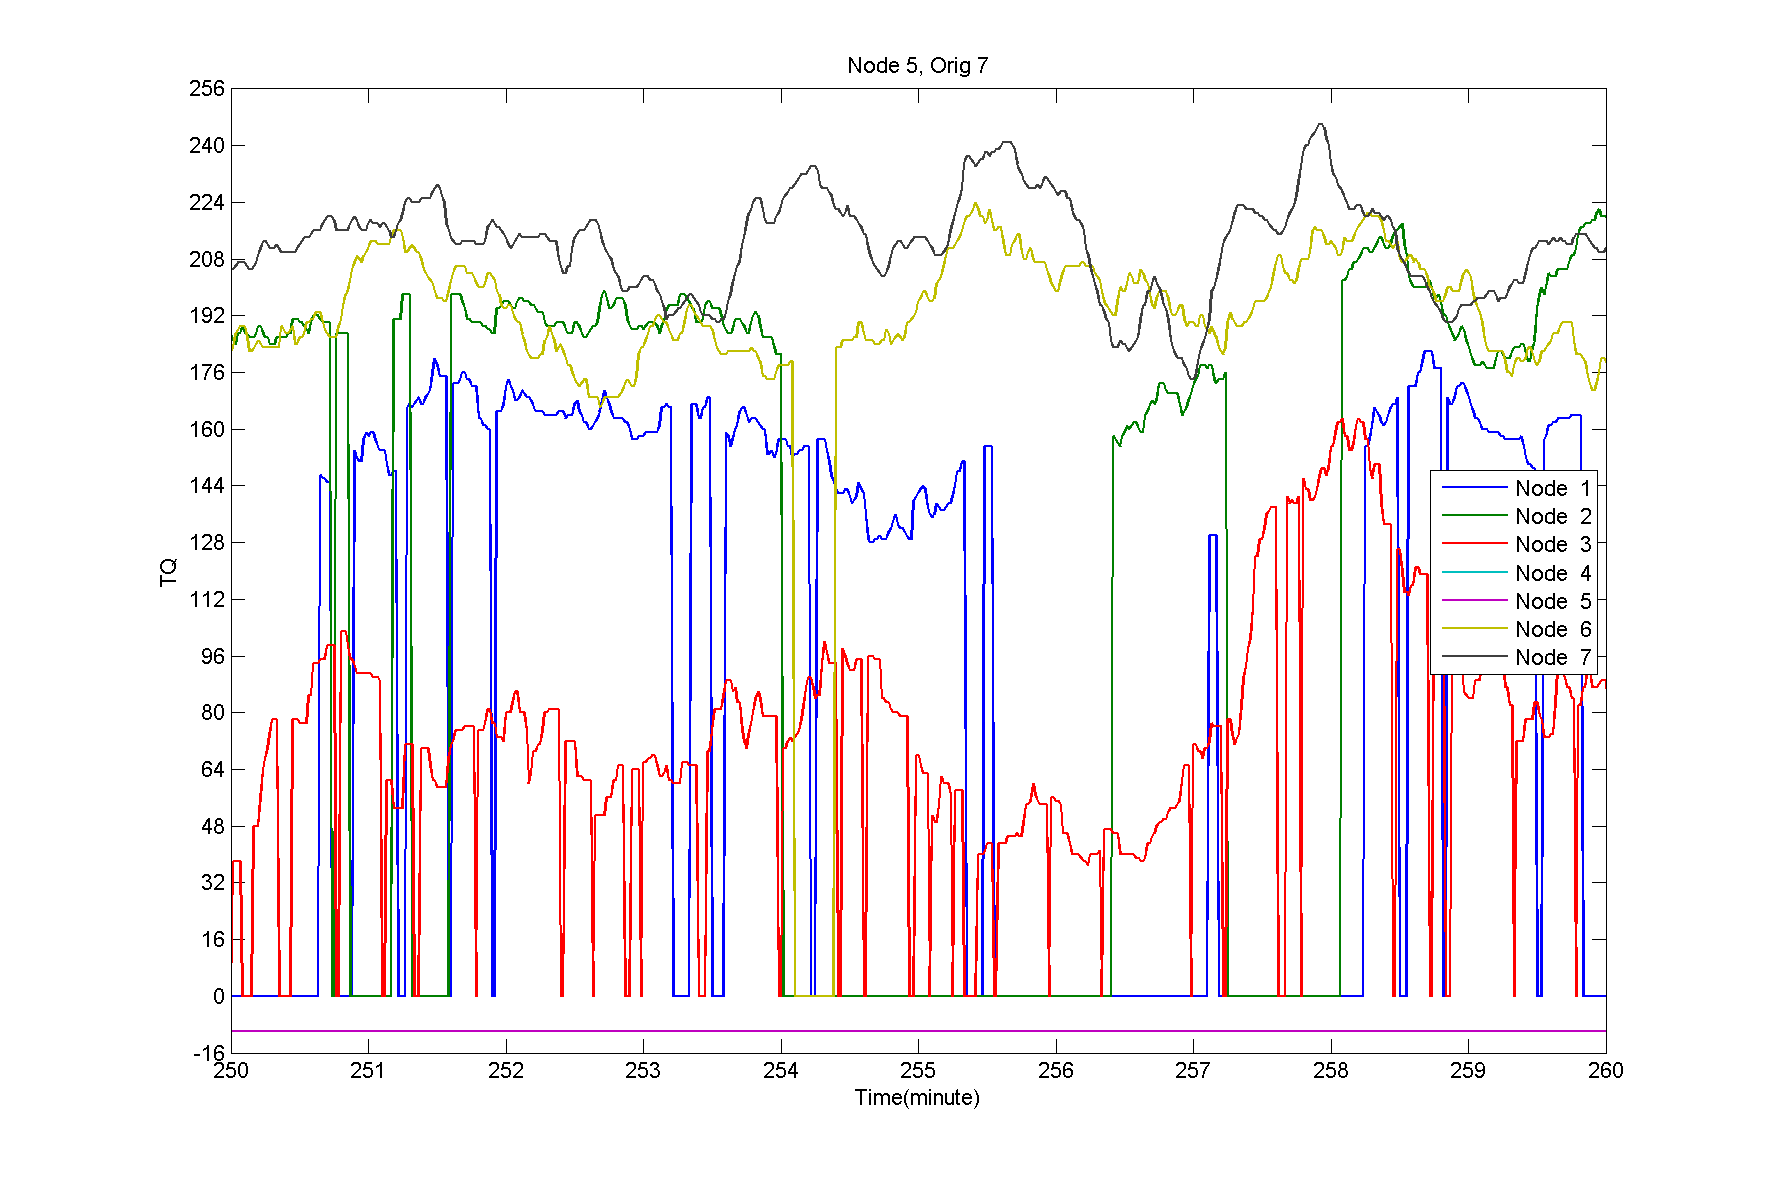 Node 5, Orig 7
256
240
224
208
192
176
160
144
128
112
96
80
64
48
32
16
0
-16
TQ
Node 1
Node 2
Node 3
Node 4
Node 5
Node 6
Node 7
250 251 252 253 254 255 256 257 258 259 260
Time(minute)